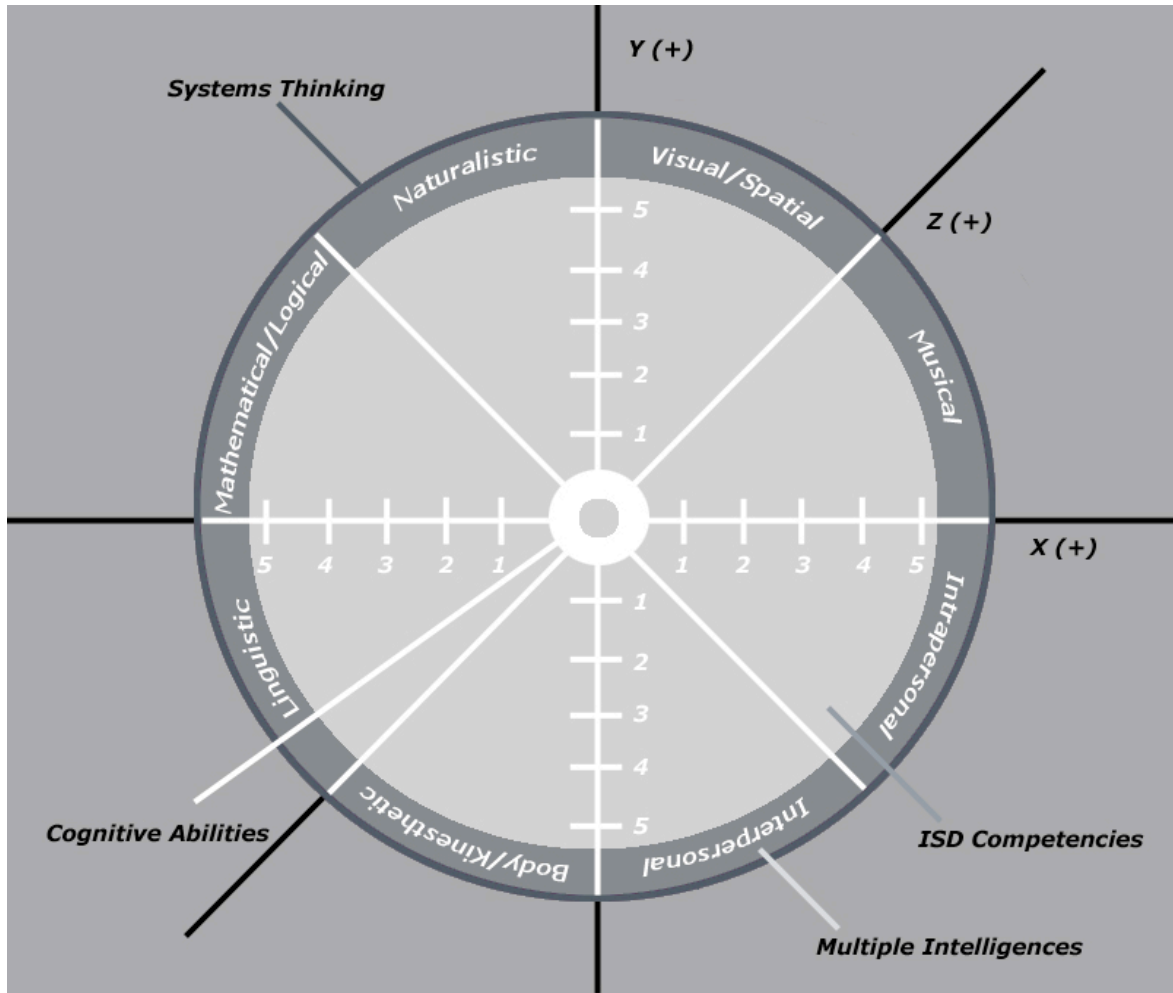 Y (+)
Systems Thinking
Naturalistic
Visual/Spatial
Z (+)
5
4
3
2
1
Mathematical/Logical
Musical
5 4 3 2 1
1 2 3 4 5
X (+)
Linguistic
Intrapersonal
1
2
3
4
5
Body/Kinesthetic
Interpersonal
Cognitive Abilities
ISD Competencies
Multiple Intelligences